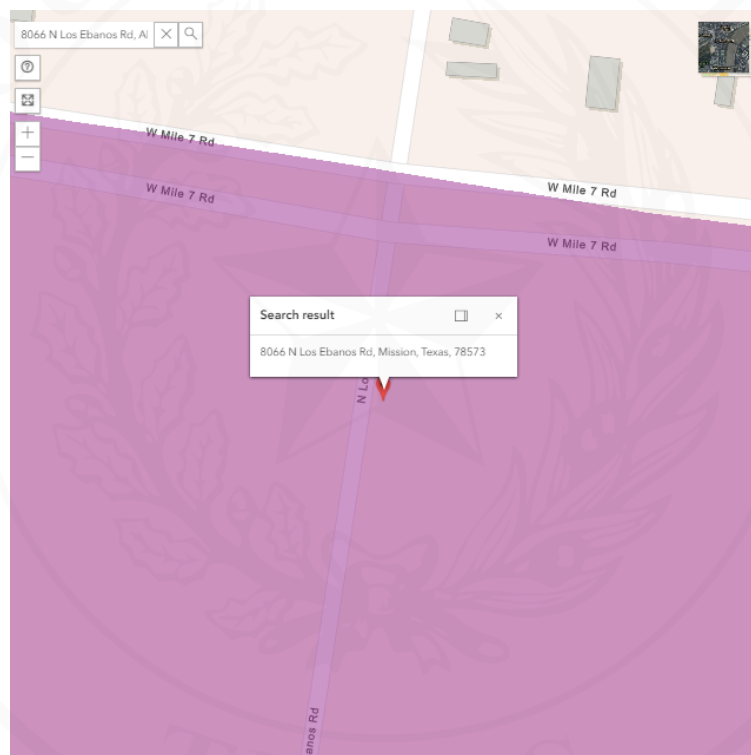 8066 N Los Ebanos Rd, Al
W Mile 7 Rd
W Mile 7 Rd
W Mile 7 Rd
W Mile 7 Rd
Search result
8066 N Los Ebanos Rd, Mission, Texas, 78573
N Lo
anos Rd